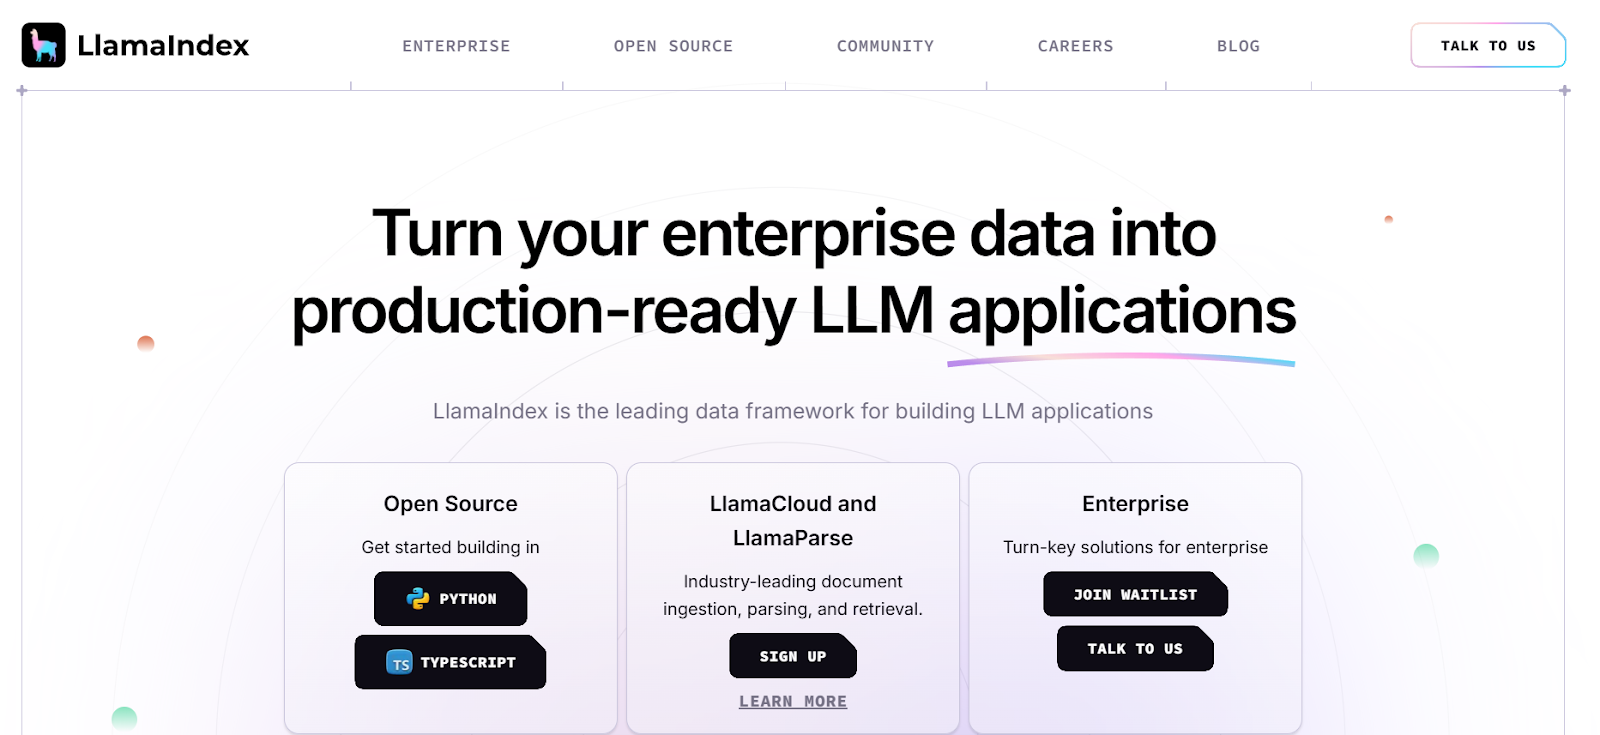 LlamaIndex
ENTERPRISE
OPEN SOURCE
COMMUNITY
CAREERS
BLOG
TALK TO US
Turn your enterprise data into
production-ready LLM applications
LlamaIndex is the leading data framework for building LLM applications
Open Source
Get started building in
PYTHON
TS TYPESCRIPT
LlamaCloud and
LlamaParse
Industry-leading document
ingestion, parsing, and retrieval.
SIGN UP
LEARN MORE
Enterprise
Turn-key solutions for enterprise
JOIN WAITLIST
TALK TO US